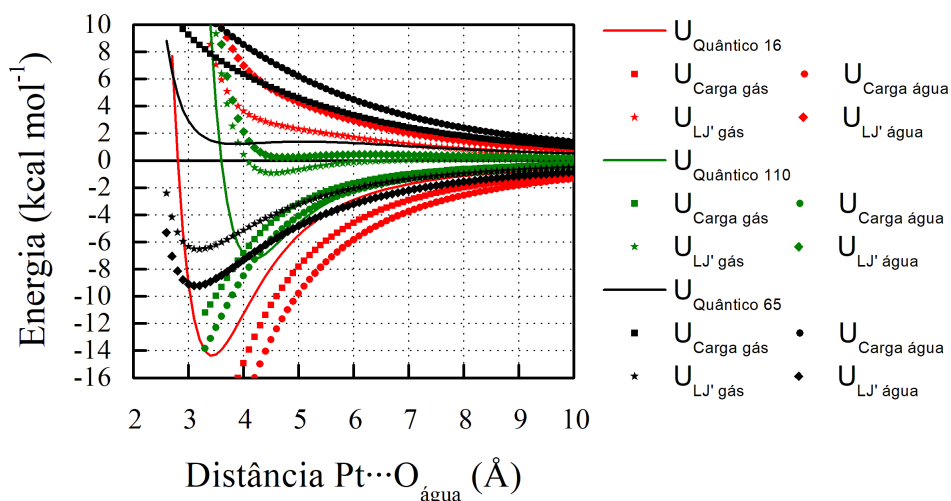 Energia (kcal mol-1)
10
8
6
4
2
0
-2
-4
-6
-8
-10
-12
-14
-16
2 3 4 5 6 7 8 9 10
Distância Pt···Oágua (Å)
UQuântico 16
UCarga gás UCarga água
ULJ' gás ULJ' água
UQuântico 110
UCarga gás UCarga água
ULJ' gás ULJ' água
UQuântico 65
UCarga gás UCarga água
ULJ' gás ULJ' água